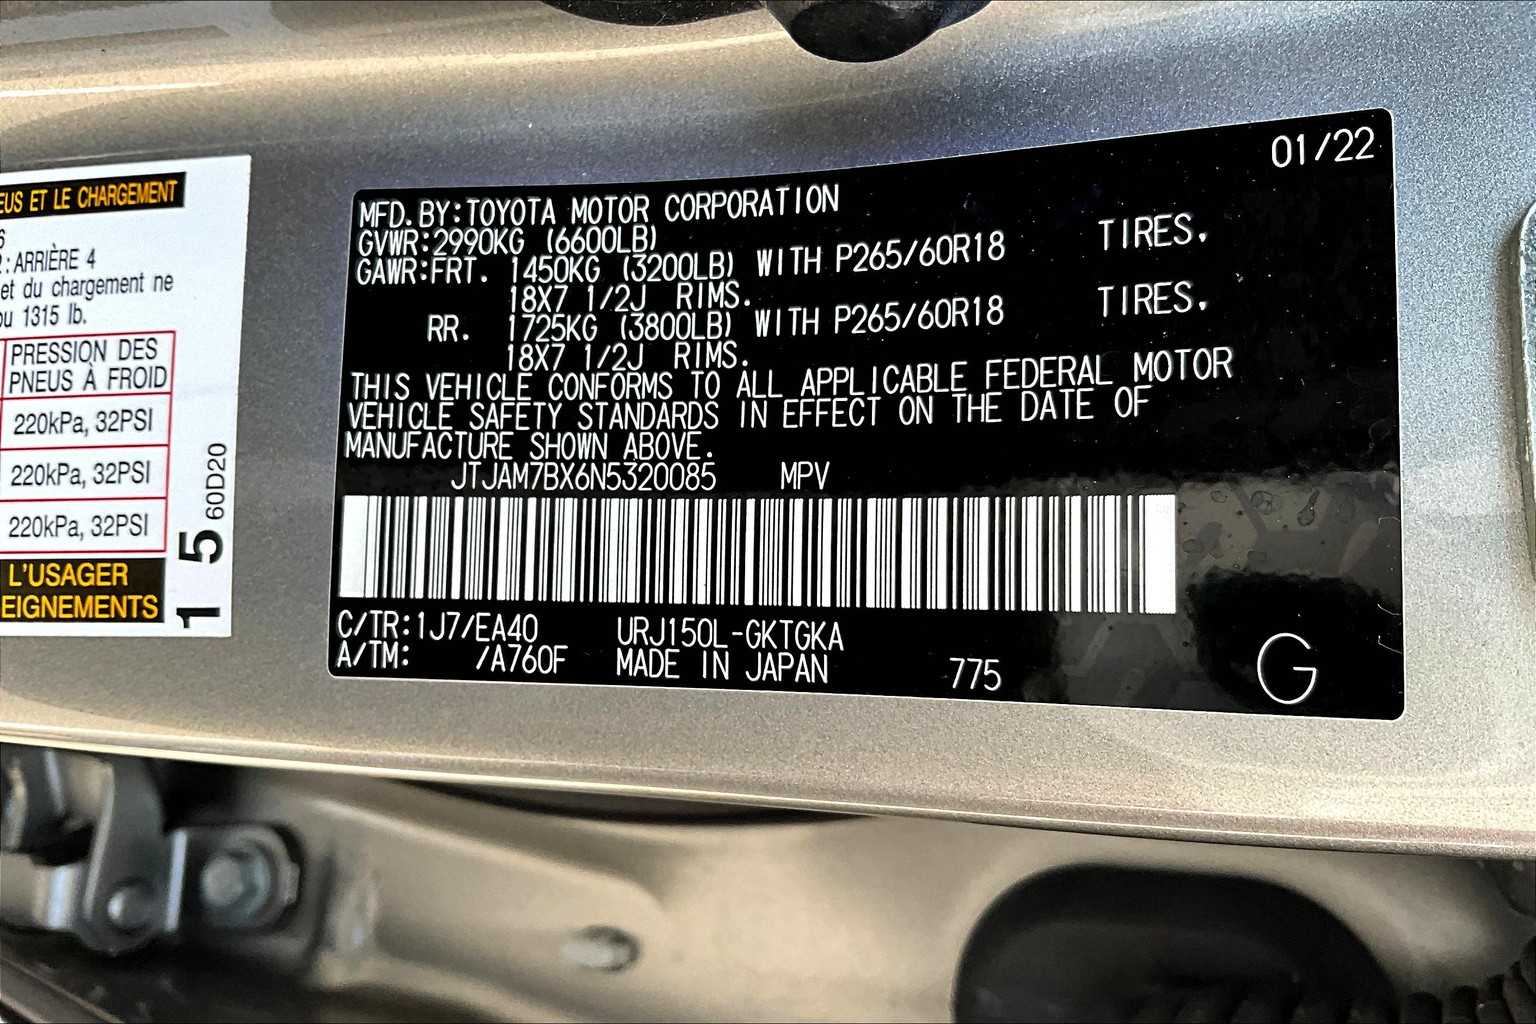 EUS ET LE CHARGEMENT
6
2: ARRIÈRE 4
et du chargement ne
ou 1315 lb.
PRESSION DES
PNEUS À FROID
220kPa, 32PSI
220kPa, 32PSI
220kPa, 32PSI
L'USAGER
EIGNEMENTS
1 5 60D20
01/22
MFD. BY:TOYOTA MOTOR CORPORATION
GVWR:2990KG (6600LB)
GAWR:FRT. 1450KG (3200LB) WITH P265/60R18 TIRES,
18X7 1/2J RIMS.
RR. 1725KG (3800LB) WITH P265/60R18 TIRES,
18X7 1/2J RIMS.
THIS VEHICLE CONFORMS TO ALL APPLICABLE FEDERAL MOTOR
VEHICLE SAFETY STANDARDS IN EFFECT ON THE DATE OF
MANUFACTURE SHOWN ABOVE.
JTJAM7BX6N5320085 MPV
C/TR:1J7/EA40 URJ150L-GKTGKA
A/TM: /A760F MADE IN JAPAN 775
G